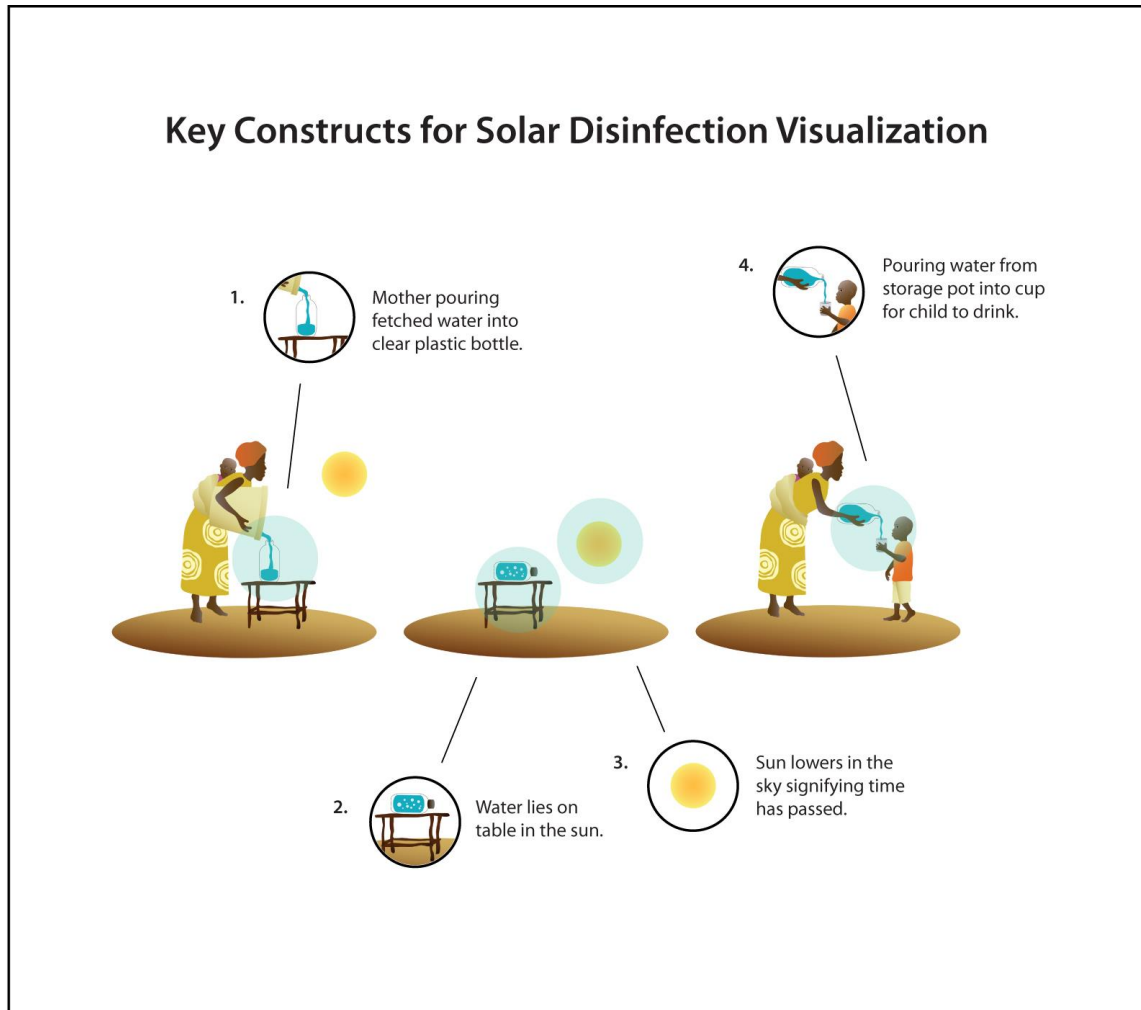 Key Constructs for Solar Disinfection Visualization
1.
Mother pouring
fetched water into
clear plastic bottle.
2.
Water lies on
table in the sun.
3.
Sun lowers in the
sky signifying time
has passed.
4.
Pouring water from
storage pot into cup
for child to drink.